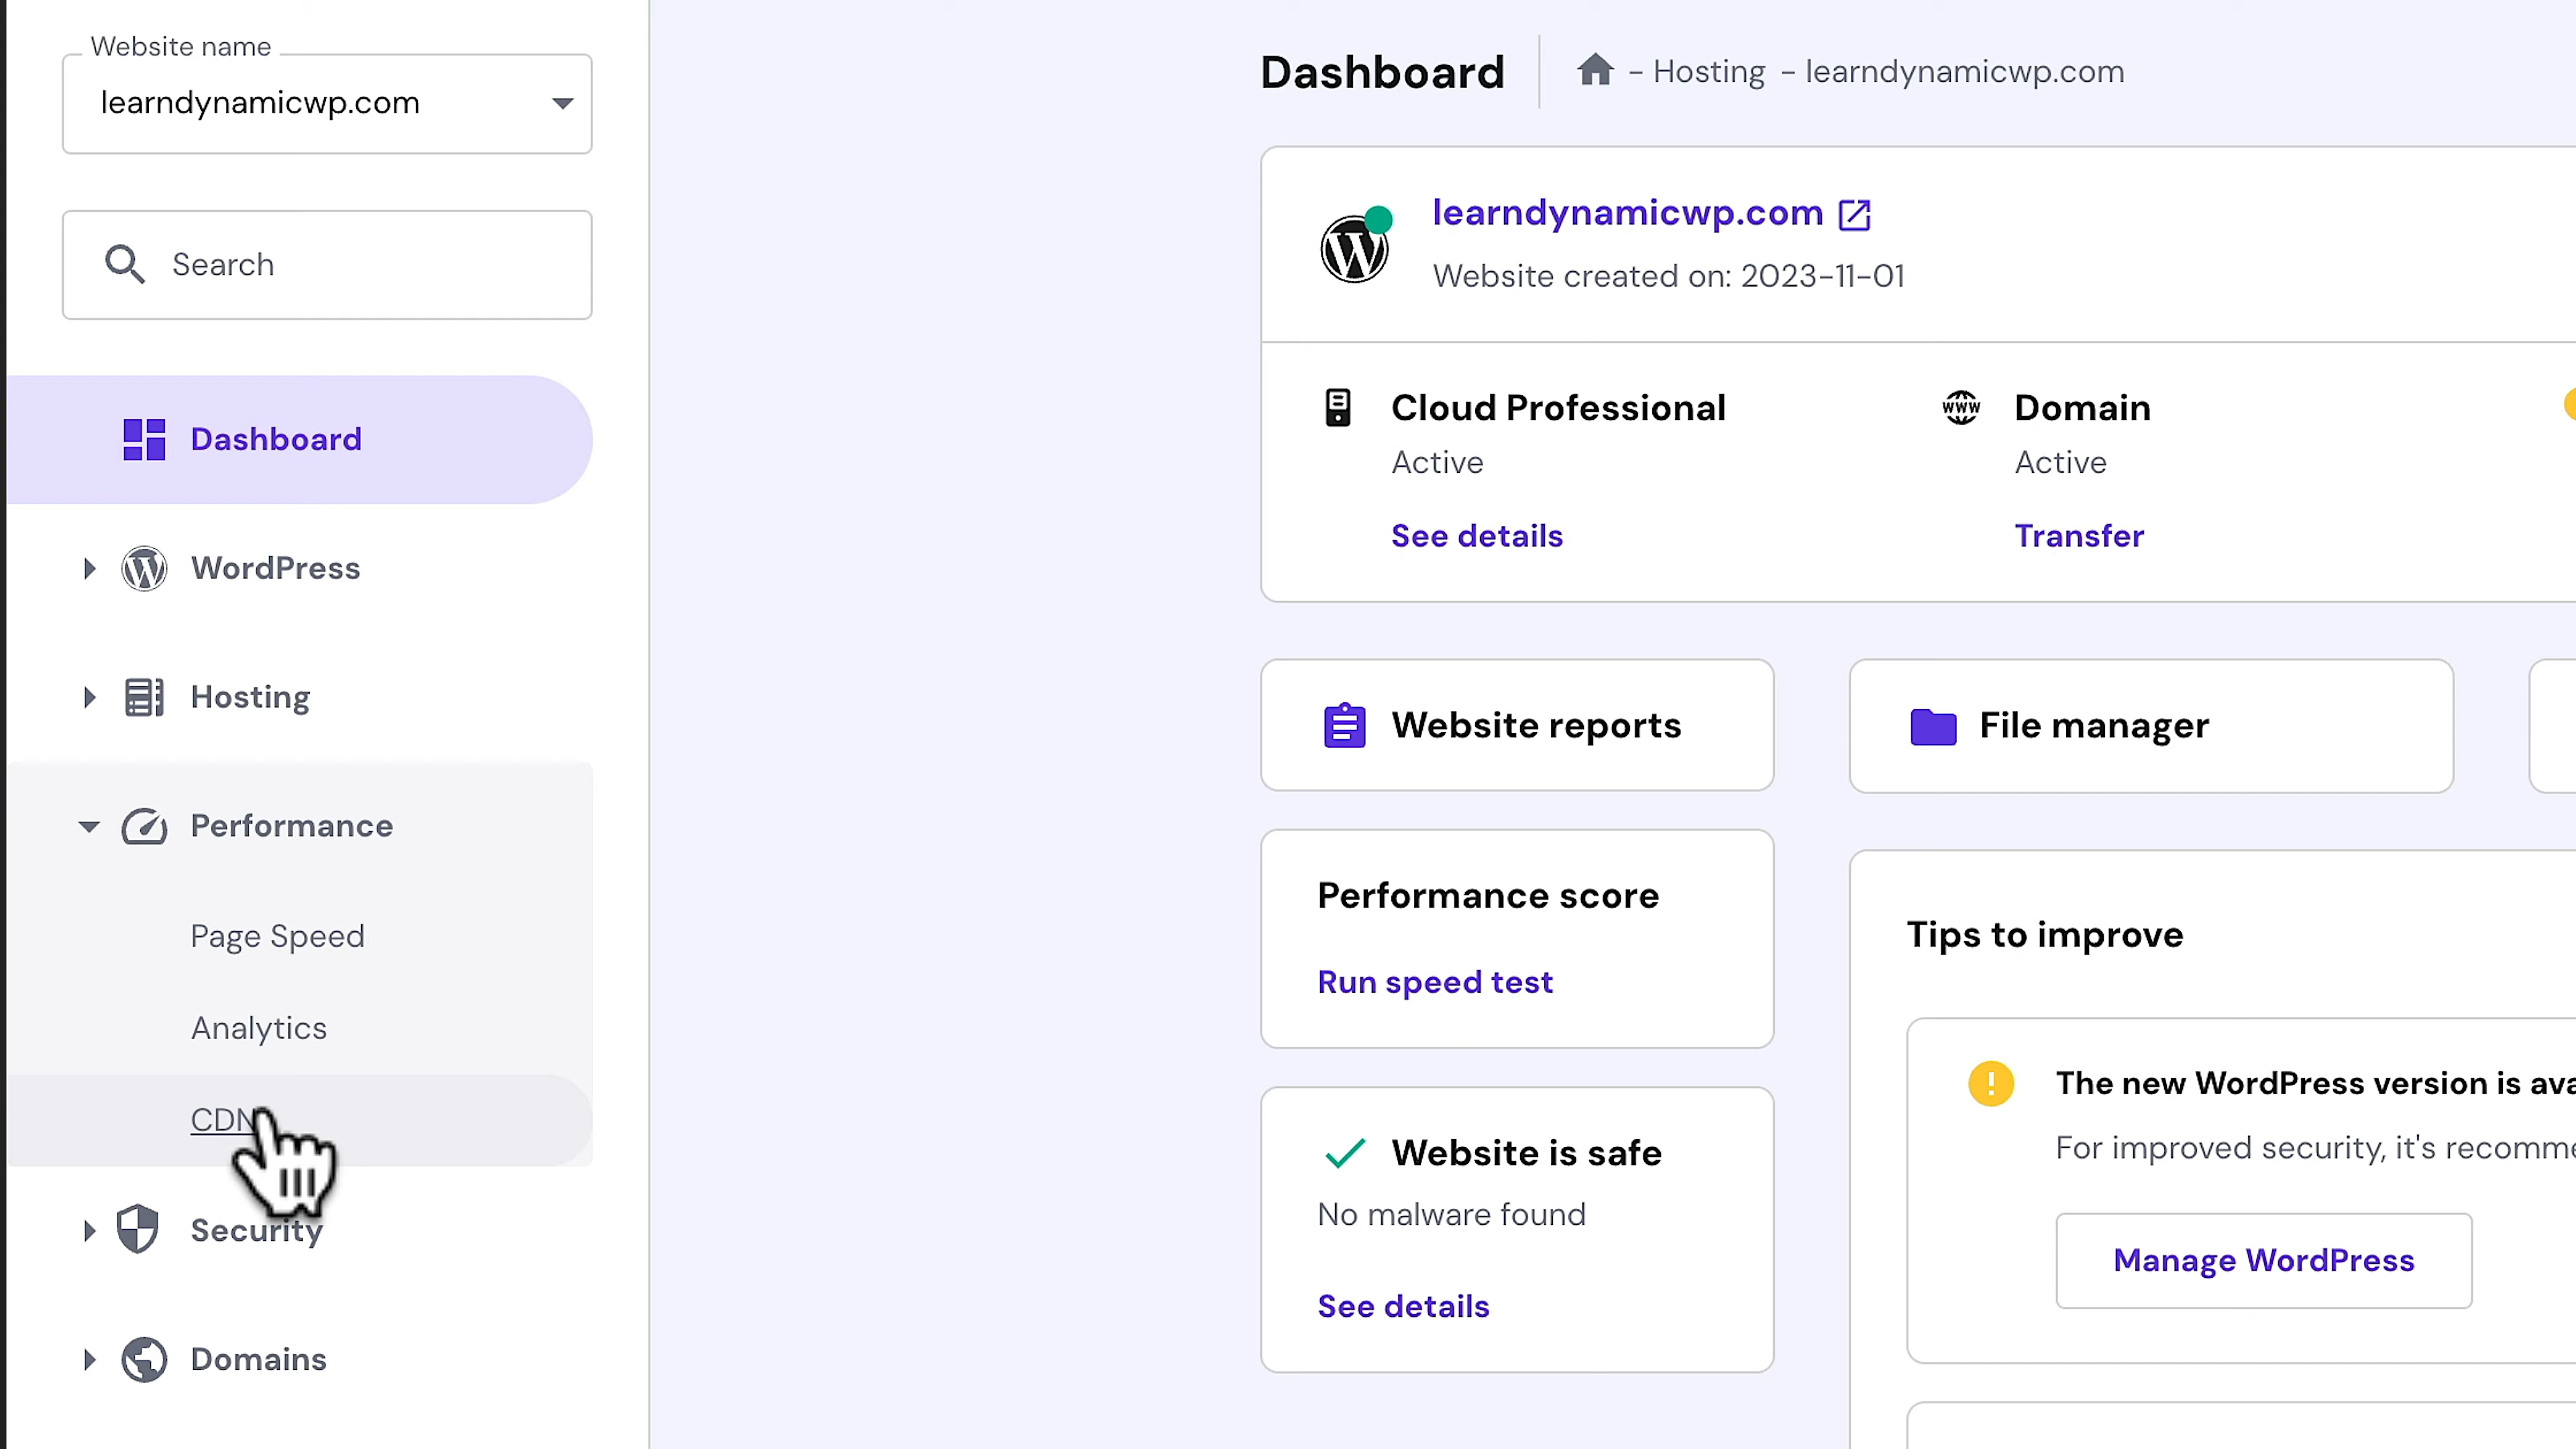 Website name
learndynamicwp.com
Search
Dashboard
WordPress
Hosting
Performance
Page Speed
Analytics
CDN
Security
Domains
Dashboard
- Hosting - learndynamicwp.com
learndynamicwp.com
Website created on: 2023-11-01
Cloud Professional
Active
See details
WWW
Domain
Active
Transfer
Website reports
File manager
Performance score
Run speed test
Website is safe
No malware found
See details
Tips to improve
The new WordPress version is
For improved security, it's
Manage WordPress